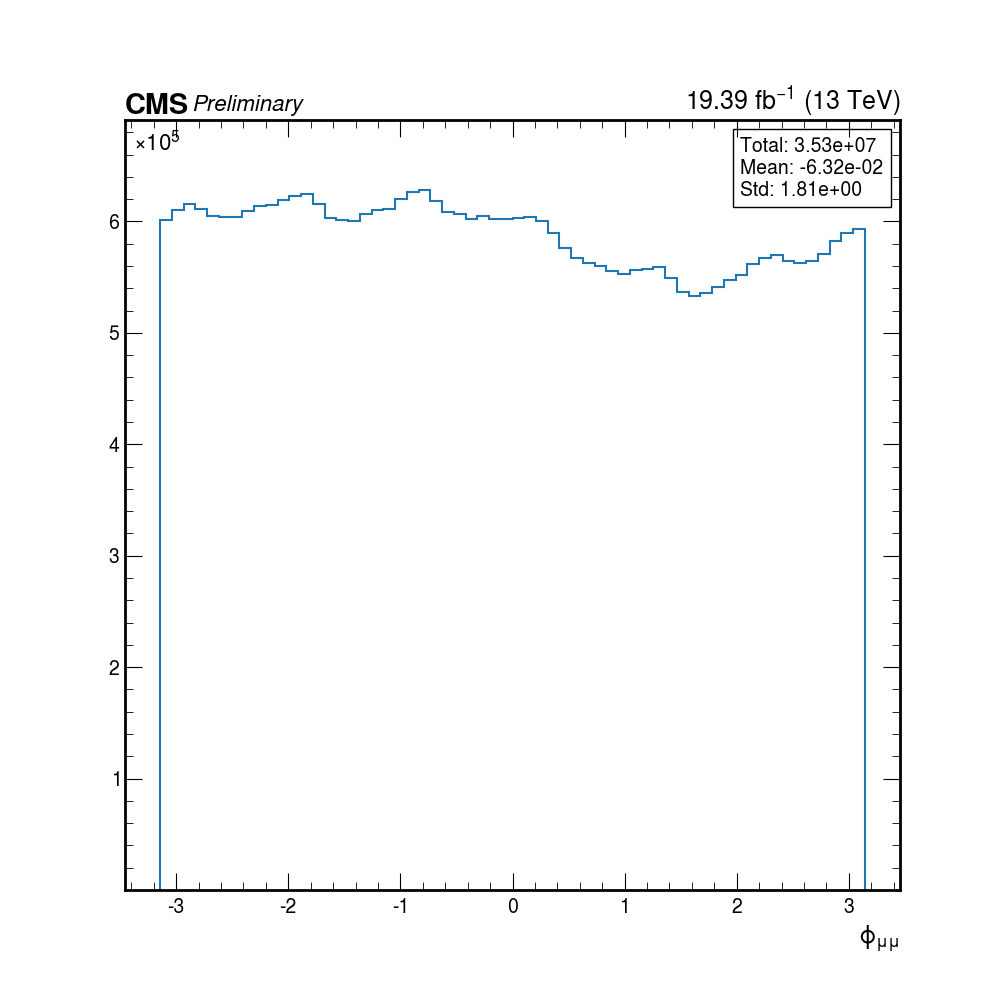 CMS Preliminary 19.39 fb⁻¹ (13 TeV)
×10⁵
Total: 3.53e+07
Mean: -6.32e-02
Std: 1.81e+00
6
5
4
3
2
1
-3 -2 -1 0 1 2 3
ϕμμ